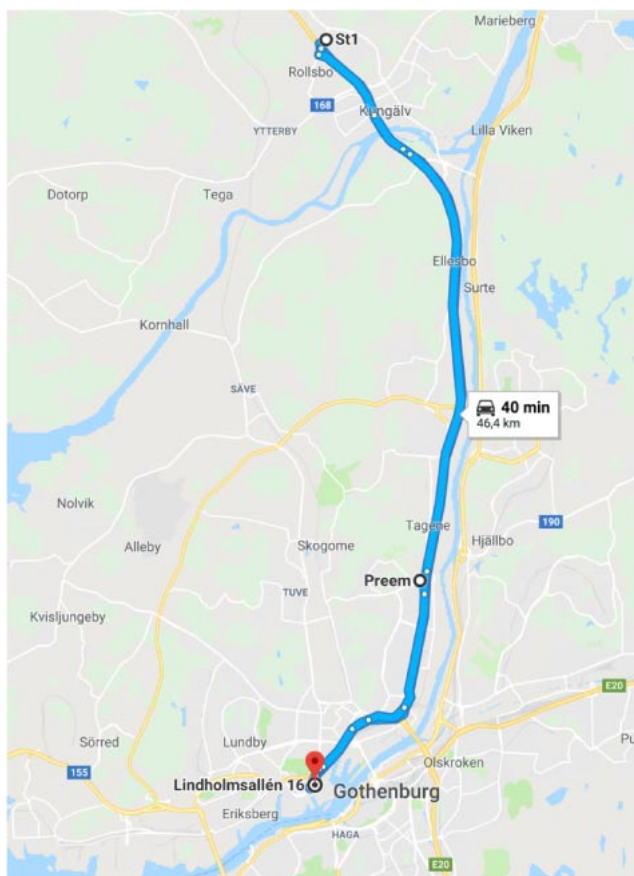 Marieberg
St1
Rollsbo
168
Kungälv
Lilla Viken
YTTERBY
Dotorp
Tega
Ellesbo
Surte
Kornhall
SÄVE
40 min
46,4 km
Nolvik
Tagene
190
Alleby
Skogome
Hjällbo
Preem
TUVE
Kvisljungeby
E20
Sörred
Lundby
Pu
155
Olskroken
Lindholmsallén 16
Gothenburg
Eriksberg
HAGA
E20